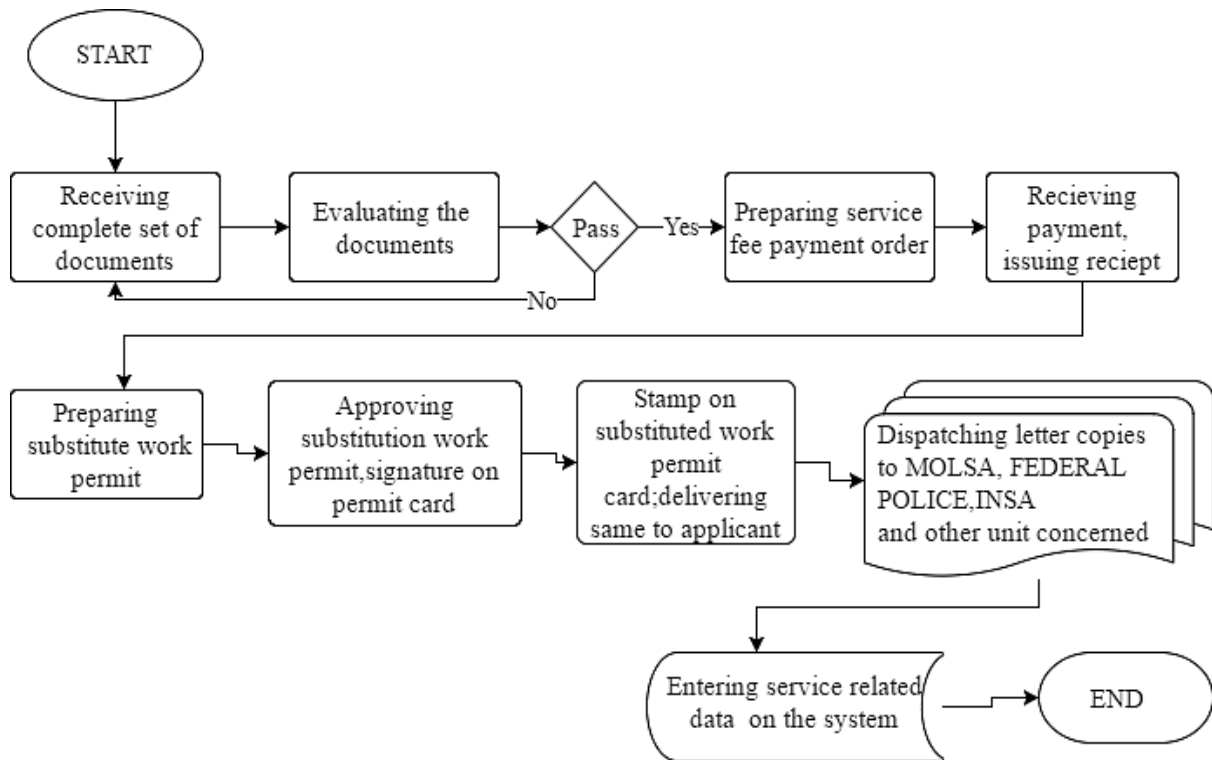 START
Receiving
complete set of
documents
Evaluating the
documents
Pass
Yes
No
Preparing service
fee payment order
Recieving
payment,
issuing reciept
Preparing
substitute work
permit
Approving
substitution work
permit,signature on
permit card
Stamp on
substituted work
permit
card;delivering
same to applicant
Dispatching letter copies
to MOLSA, FEDERAL
POLICE,INSA
and other unit concerned
Entering service related
data on the system
END